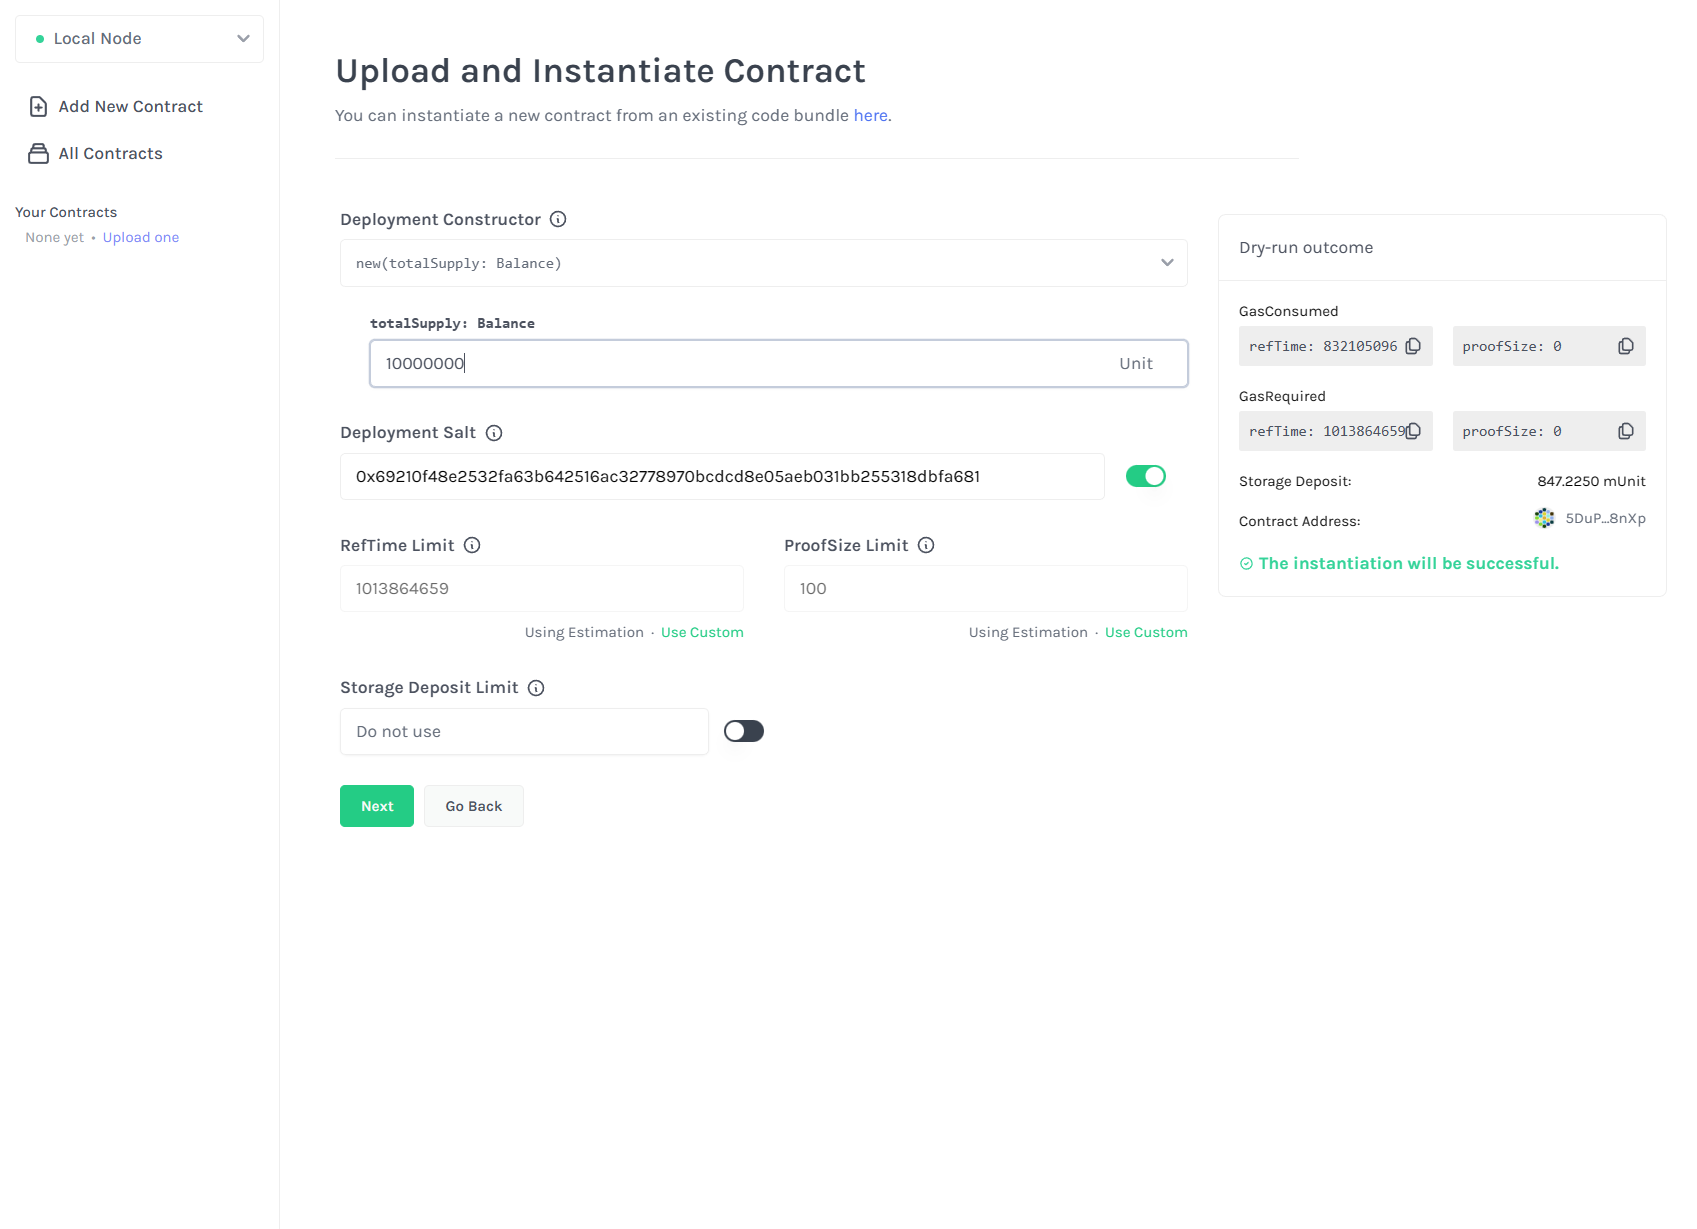 Local Node
Add New Contract
All Contracts
Your Contracts
None yet • Upload one
Upload and Instantiate Contract
You can instantiate a new contract from an existing code bundle here.
Deployment Constructor
new(totalSupply: Balance)
totalSupply: Balance
10000000 Unit
Deployment Salt
0x69210f48e2532fa63b642516ac32778970bcdcd8e05aeb031bb255318dbfa681
RefTime Limit
1013864659
Using Estimation · Use Custom
ProofSize Limit
100
Using Estimation · Use Custom
Storage Deposit Limit
Do not use
Next
Go Back
Dry-run outcome
GasConsumed
refTime: 832105096
proofSize: 0
GasRequired
refTime: 1013864659
proofSize: 0
Storage Deposit: 847.2250 mUnit
Contract Address: 5DuP...8nXp
The instantiation will be successful.